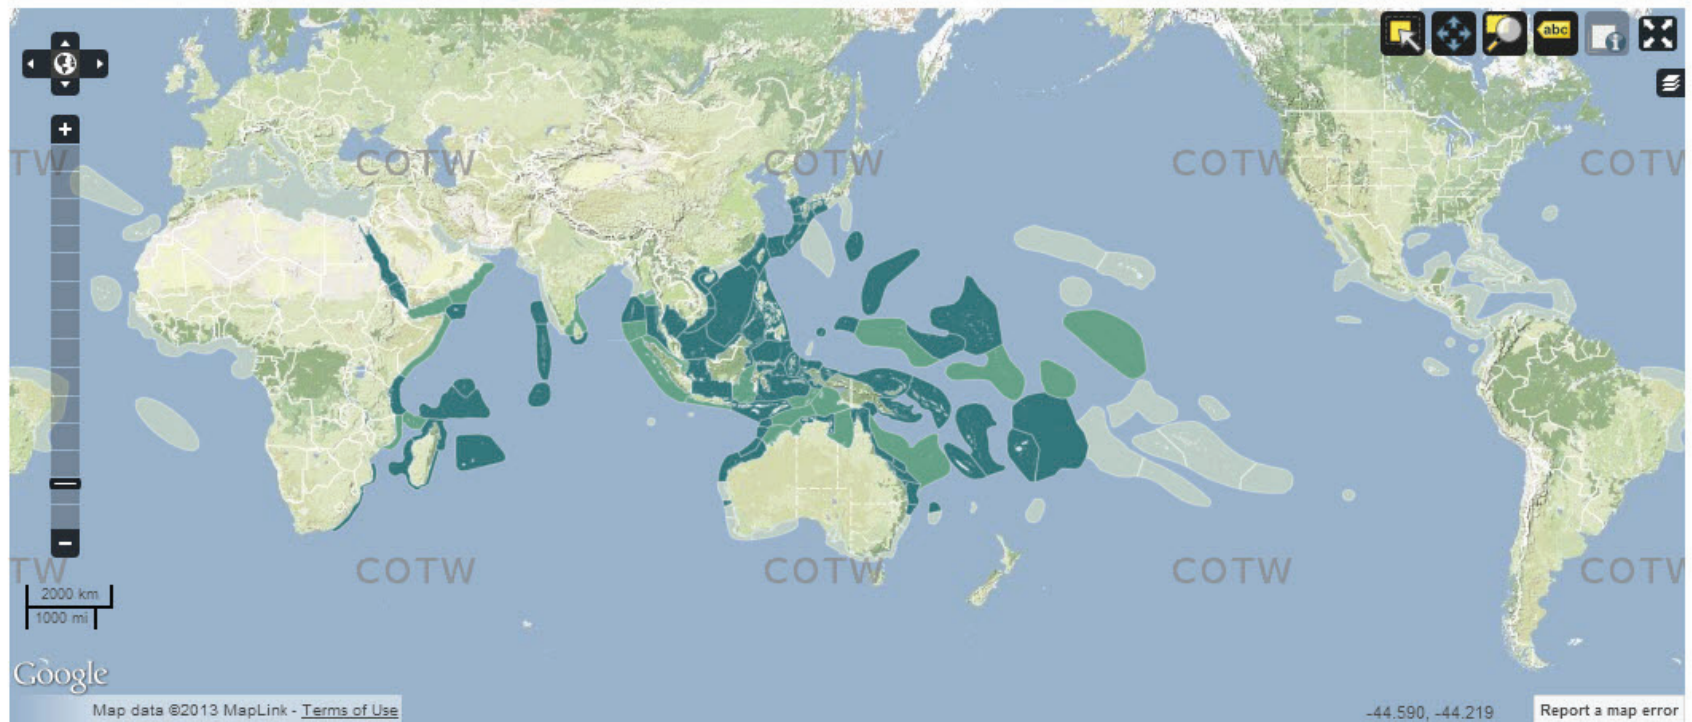 abc
TW COTW COTW COTW COTW
TW COTW COTW COTW COTW
2000 km
1000 mi
Google
Map data ©2013 MapLink - Terms of Use
-44.590, -44.219
Report a map error